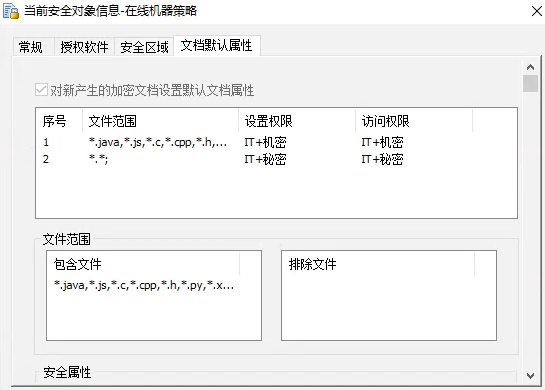 当前安全对象信息-在线机器策略
常规 授权软件 安全区域 文档默认属性
对新产生的加密文档设置默认文档属性
序号 文件范围 设置权限 访问权限
1 *.java,*.js,*.c,*.cpp,*.h,... IT+机密 IT+机密
2 *.*; IT+秘密 IT+秘密
文件范围
包含文件 排除文件
*.java,*.js,*.c,*.cpp,*.h,*.py,*.x...
安全属性